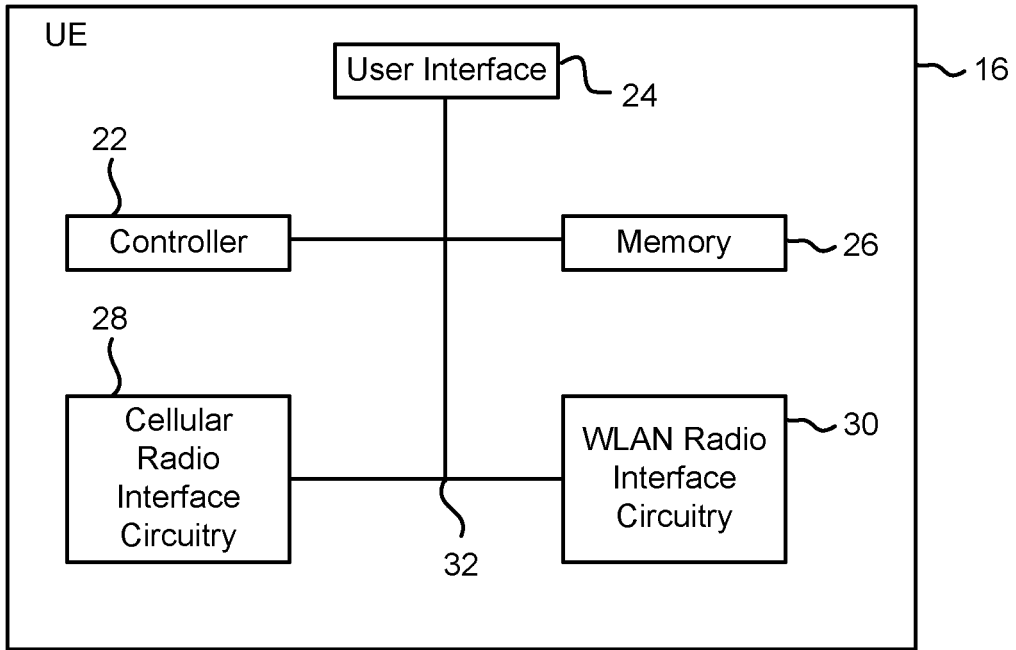 UE
User Interface
16
24
22
Controller
Memory
26
28
Cellular
Radio
Interface
Circuitry
WLAN Radio
Interface
Circuitry
30
32